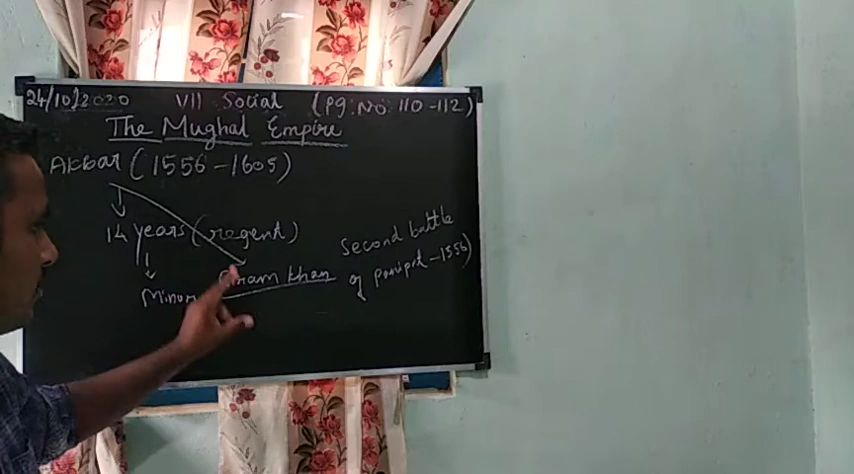 24/10/2020 VII Social (Pg. No: 110-112)
The Mughal Empire
Akbar (1556-1605)
14 years (regent)
Second battle
of panipat - 1556)
khan
Minor